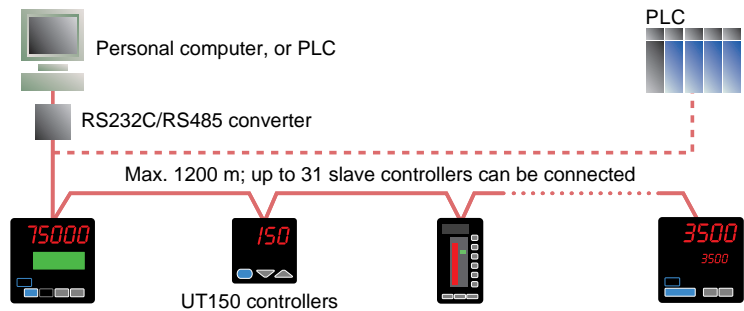 PLC
Personal computer, or PLC
RS232C/RS485 converter
Max. 1200 m; up to 31 slave controllers can be connected
75000
150
3500
3500
UT150 controllers